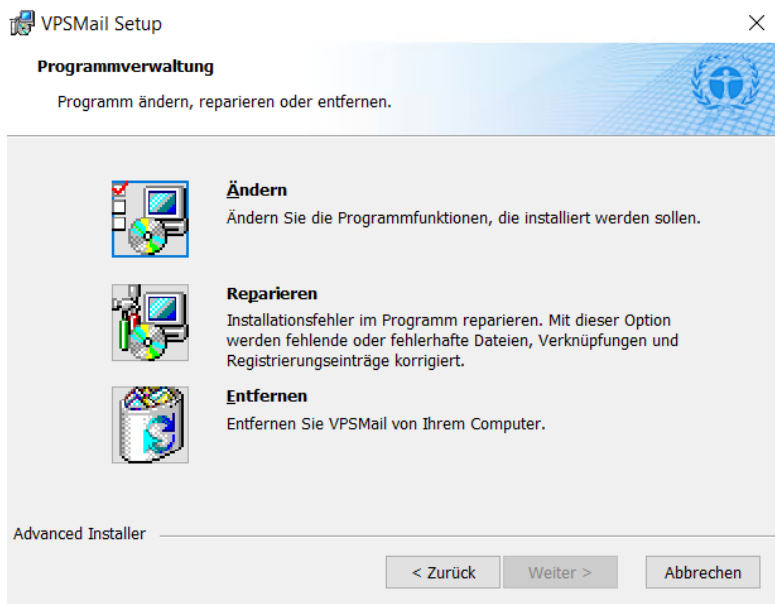 VPSMail Setup
Programmverwaltung
Programm ändern, reparieren oder entfernen.
Ändern
Ändern Sie die Programmfunktionen, die installiert werden sollen.
Reparieren
Installationsfehler im Programm reparieren. Mit dieser Option
werden fehlende oder fehlerhafte Dateien, Verknüpfungen und
Registrierungseinträge korrigiert.
Entfernen
Entfernen Sie VPSMail von Ihrem Computer.
Advanced Installer
< Zurück
Weiter >
Abbrechen